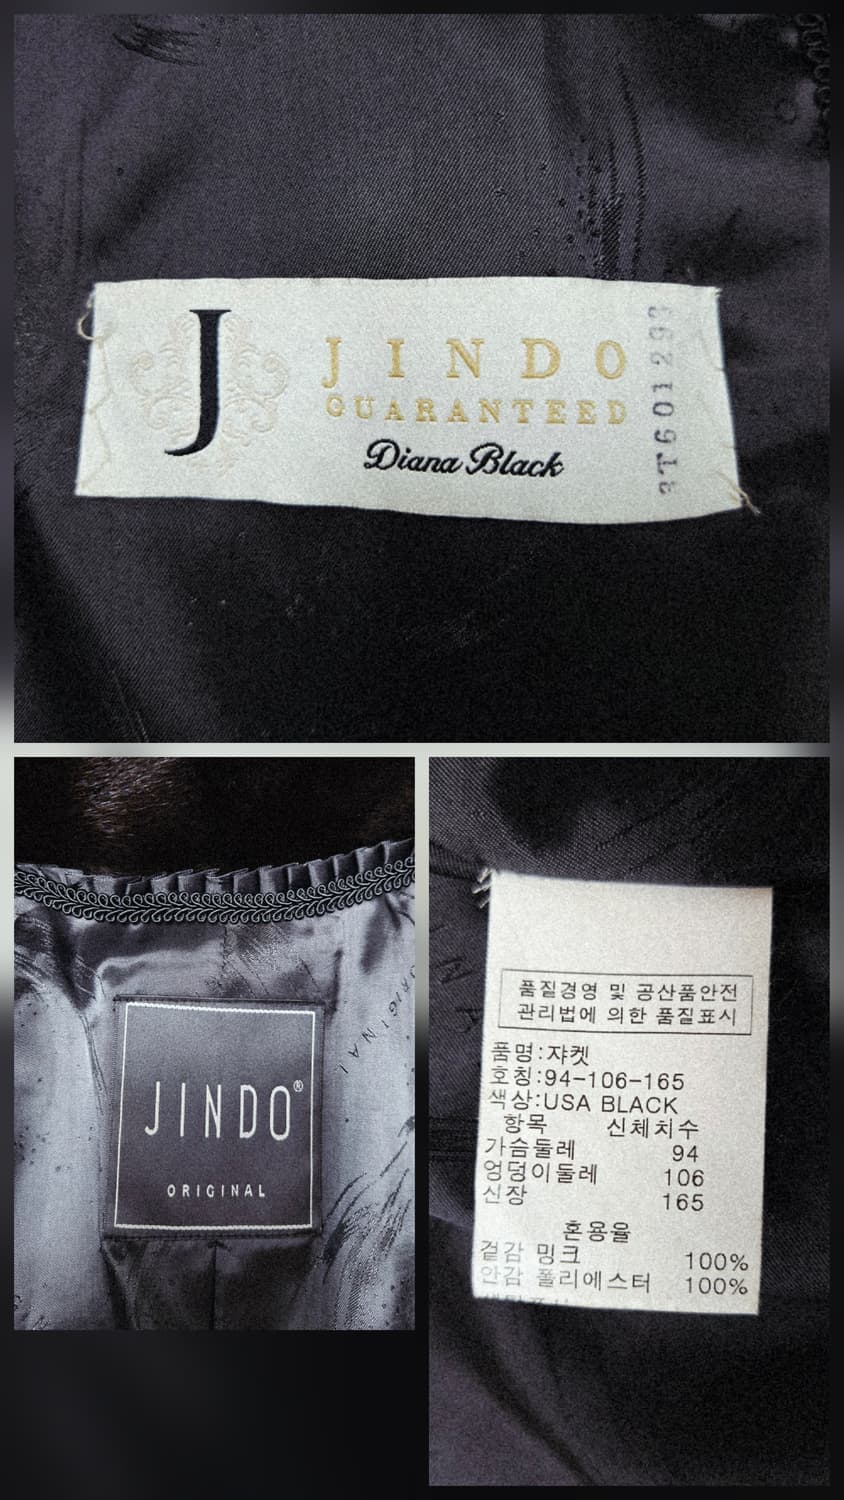 J
JINDO
GUARANTEED
Diana Black
3T601293
JINDO®
ORIGINAL
ORIGINAL
품질경영 및 공산품안전
관리법에 의한 품질표시
품명:쟈켓
호칭:94-106-165
색상:USA BLACK
항목 신체치수
가슴둘레 94
엉덩이둘레 106
신장 165
혼용율
겉감 밍크 100%
안감 폴리에스터 100%